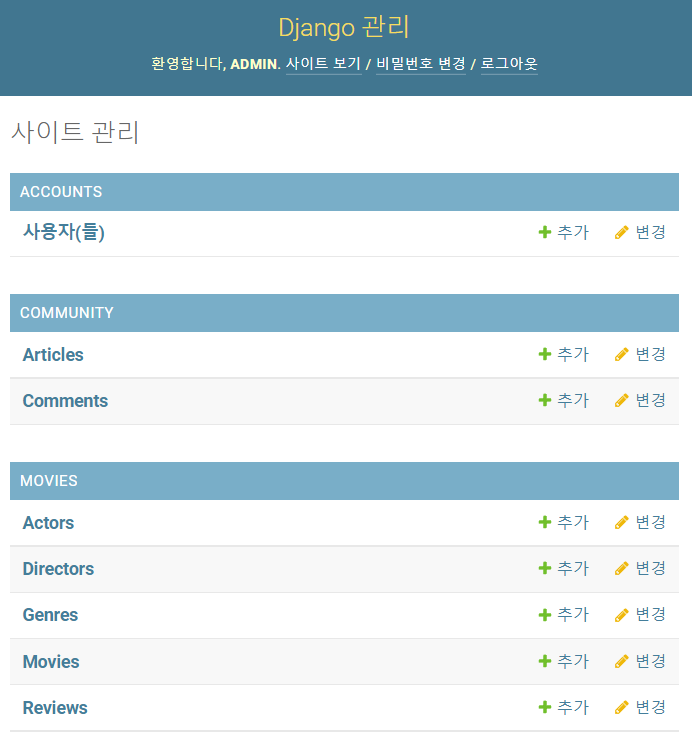 Django 관리
환영합니다, ADMIN. 사이트 보기 / 비밀번호 변경 / 로그아웃
사이트 관리
ACCOUNTS
사용자(들) 추가 변경
COMMUNITY
Articles 추가 변경
Comments 추가 변경
MOVIES
Actors 추가 변경
Directors 추가 변경
Genres 추가 변경
Movies 추가 변경
Reviews 추가 변경